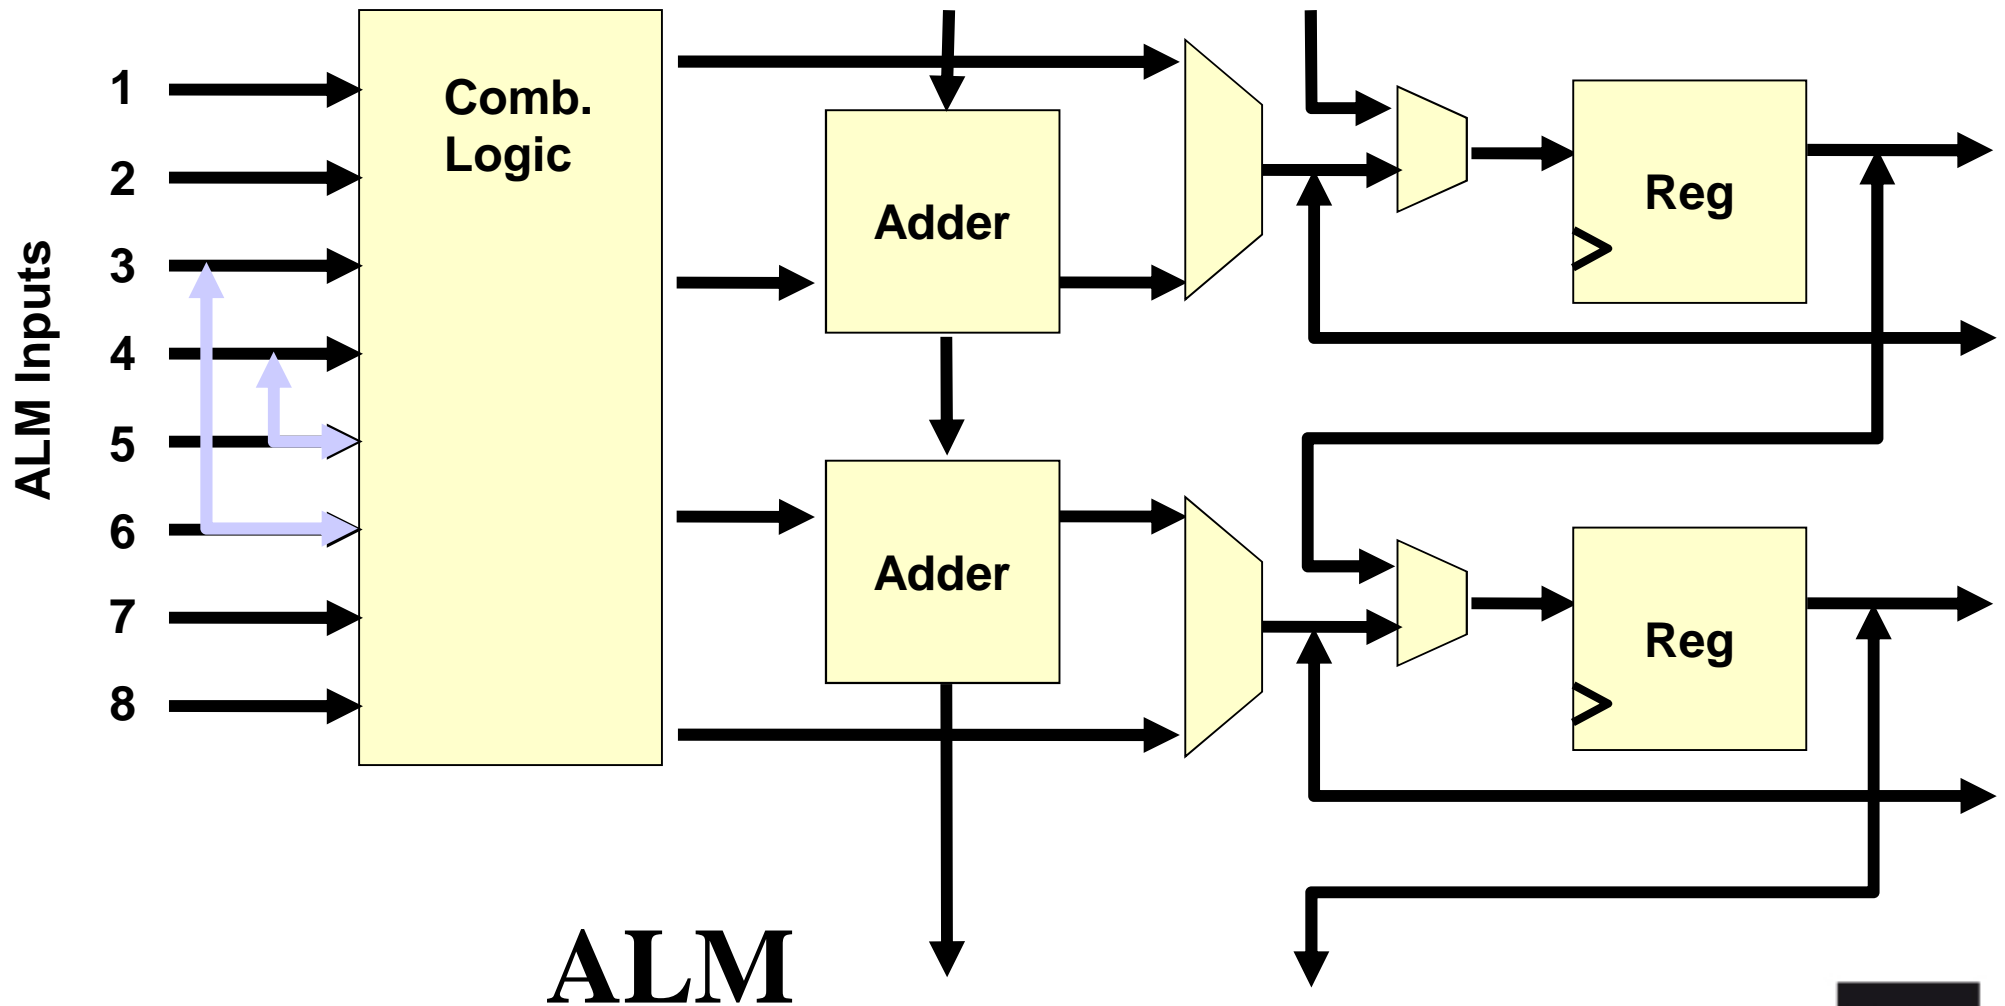 ALM Inputs
1
2
3
4
5
6
7
8
Comb.
Logic
Adder
Adder
Reg
Reg
ALM